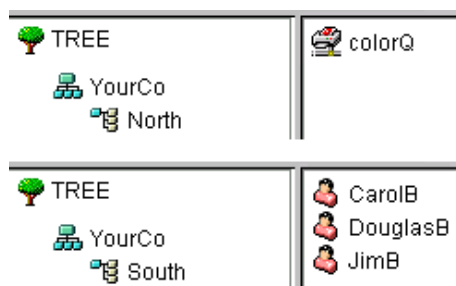 TREE
YourCo
North
colorQ
TREE
YourCo
South
CarolB
DouglasB
JimB